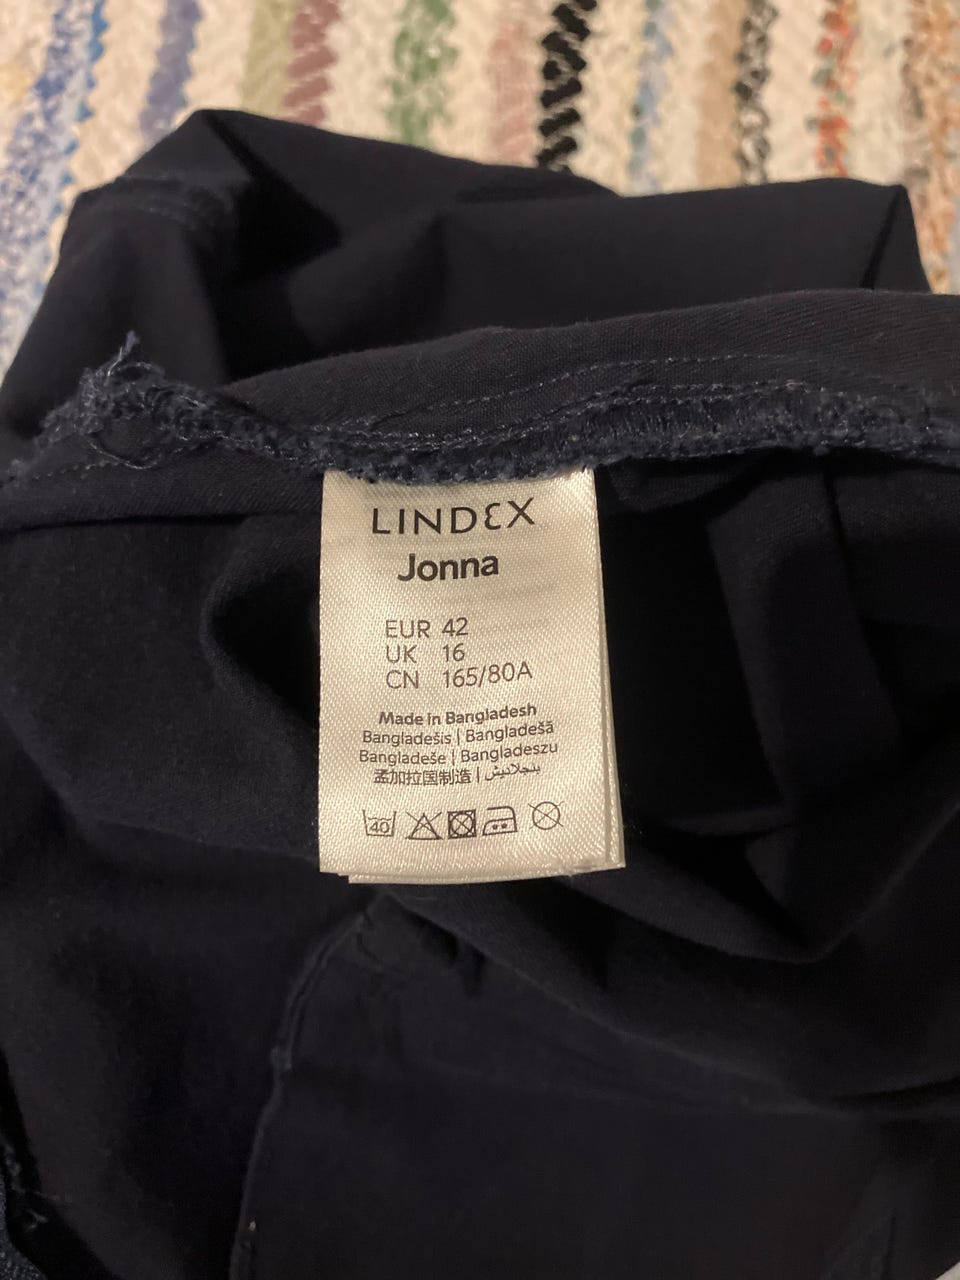 LINDEX
Jonna
EUR 42
UK 16
CN 165/80A
Made in Bangladesh
Bangladešis | Bangladešā
Bangladeše | Bangladeszu
孟加拉国制造 | بنجلاديش
40